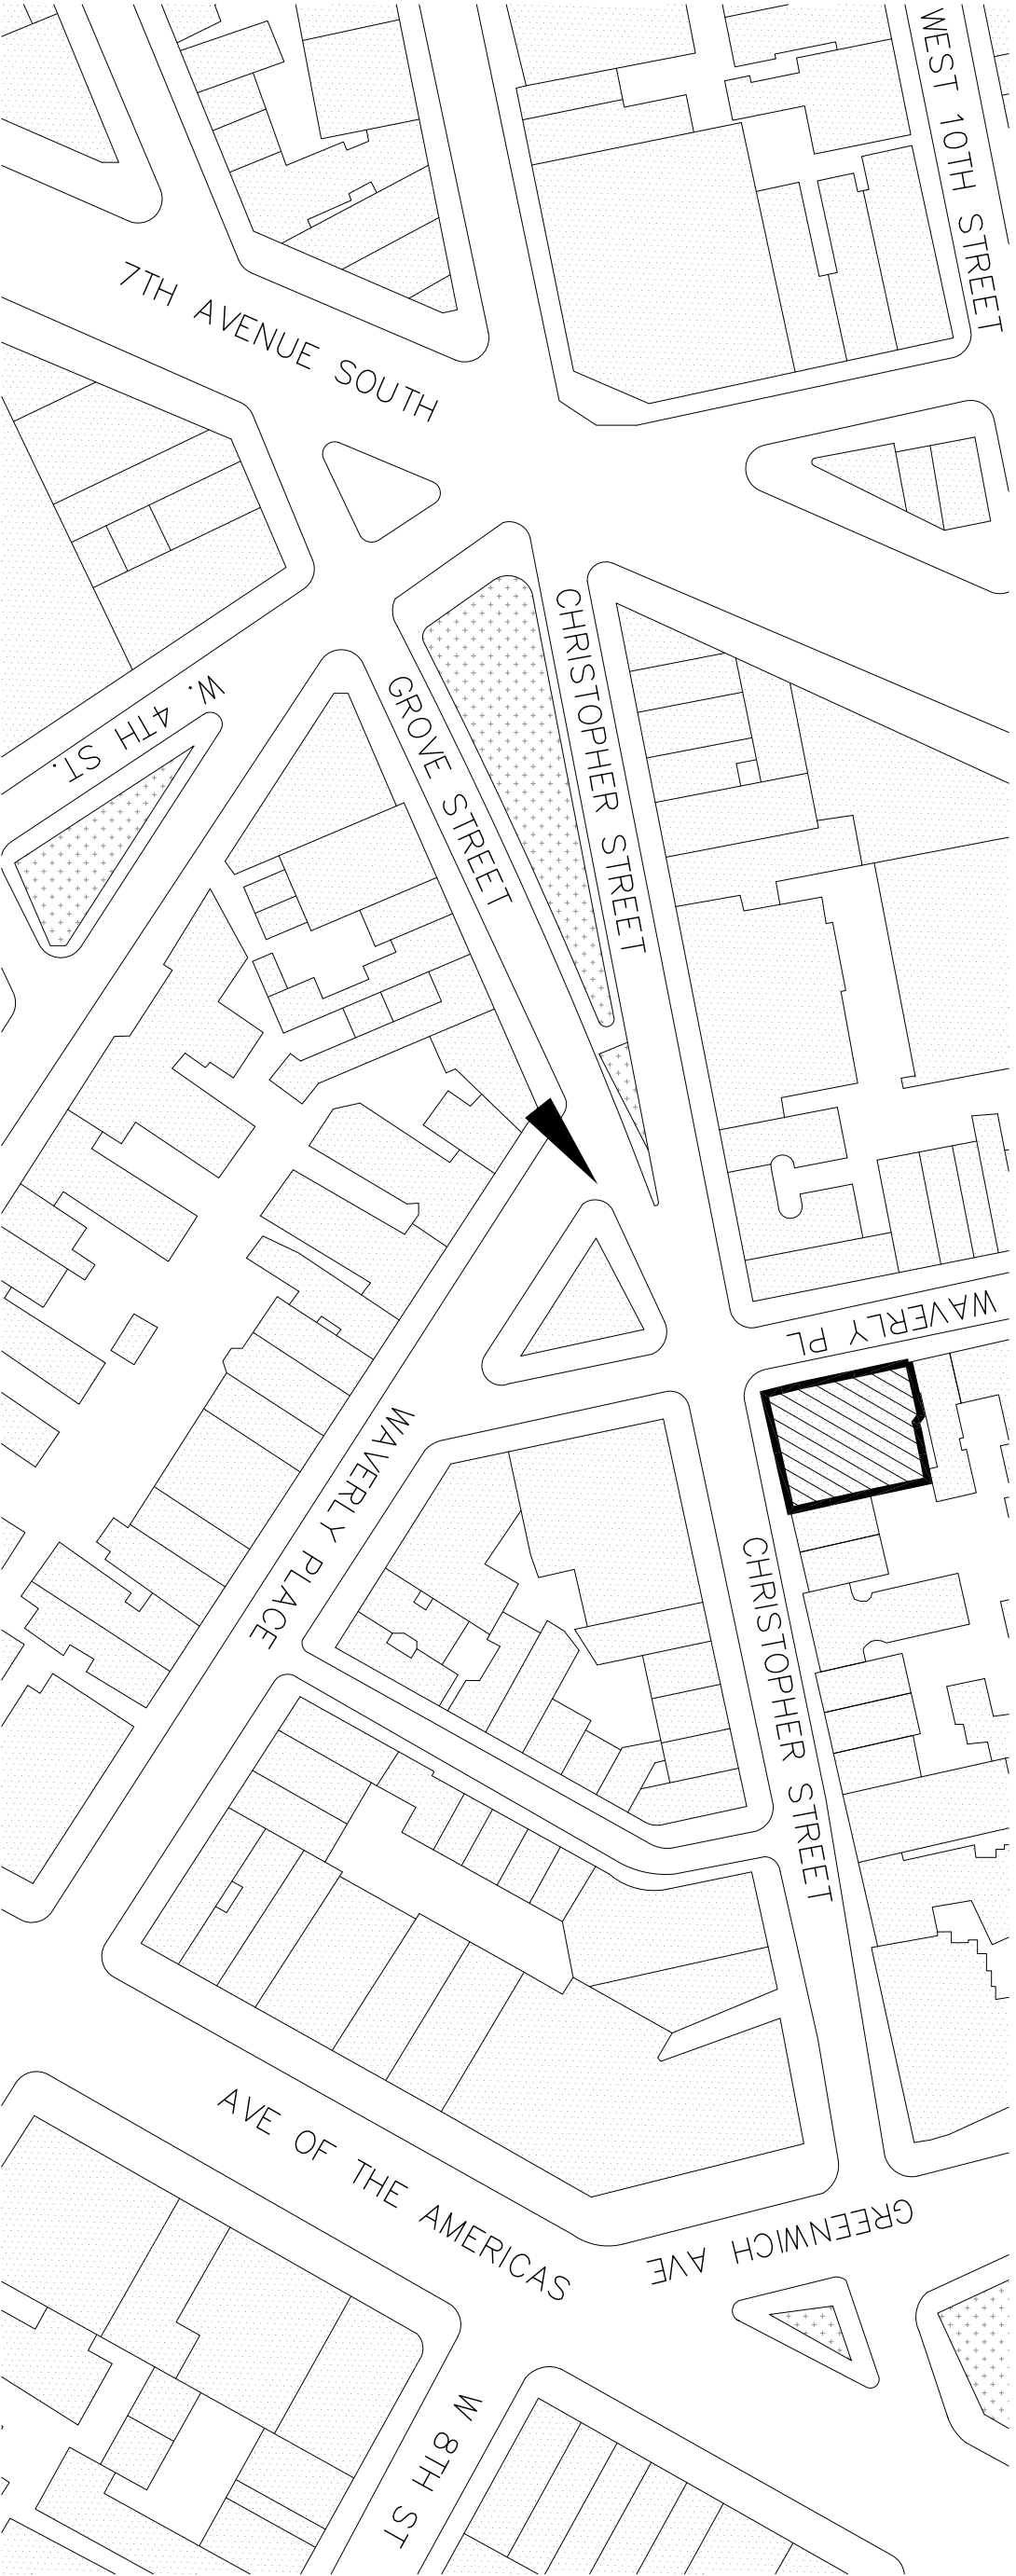 WEST 10TH STREET
7TH AVENUE SOUTH
CHRISTOPHER STREET
W. 4TH ST.
GROVE STREET
WAVERLY PL
WAVERLY PLACE
CHRISTOPHER STREET
AVE OF THE AMERICAS
GREENWICH AVE
W 8TH ST